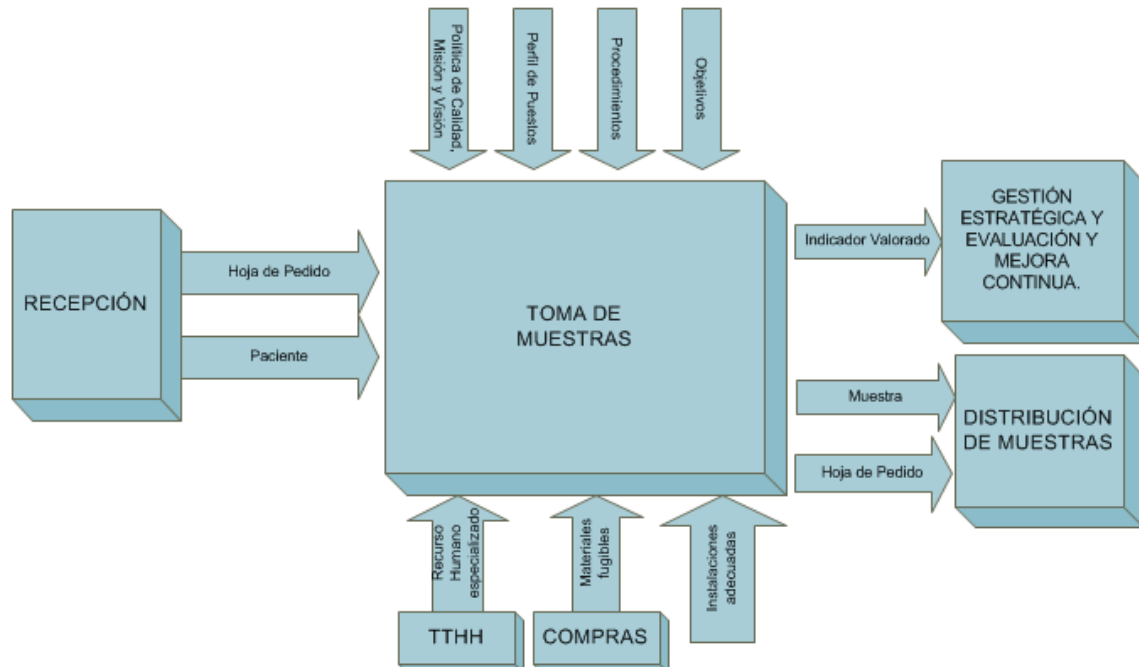 Política de Calidad,
Misión y Visión
Perfil de Puestos
Procedimientos
Objetivos
RECEPCIÓN
Hoja de Pedido
Paciente
TOMA DE
MUESTRAS
Indicador Valorado
GESTIÓN
ESTRATÉGICA Y
EVALUACIÓN Y
MEJORA
CONTINUA.
Muestra
Hoja de Pedido
DISTRIBUCIÓN
DE MUESTRAS
Recurso
Humano
especializado
Materiales
fugibles
Instalaciones
adecuadas
TTHH
COMPRAS